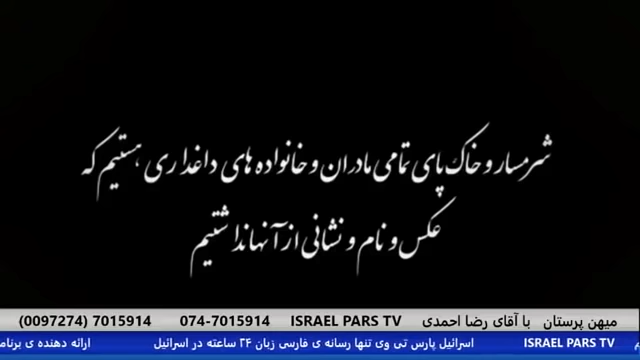 شرمسار و خاک پای تمامی مادران و خانواده های داغداری هستیم که
عکس و نام و نشانی از آنها نداشتیم
میهن پرستان با آقای رضا احمدی ISRAEL PARS TV 074-7015914 (0097274) 7015914
ISRAEL PARS TV اسرائیل پارس تی وی تنها رسانه ی فارسی زبان ۲۴ ساعته در اسرائیل ارائه دهنده ی